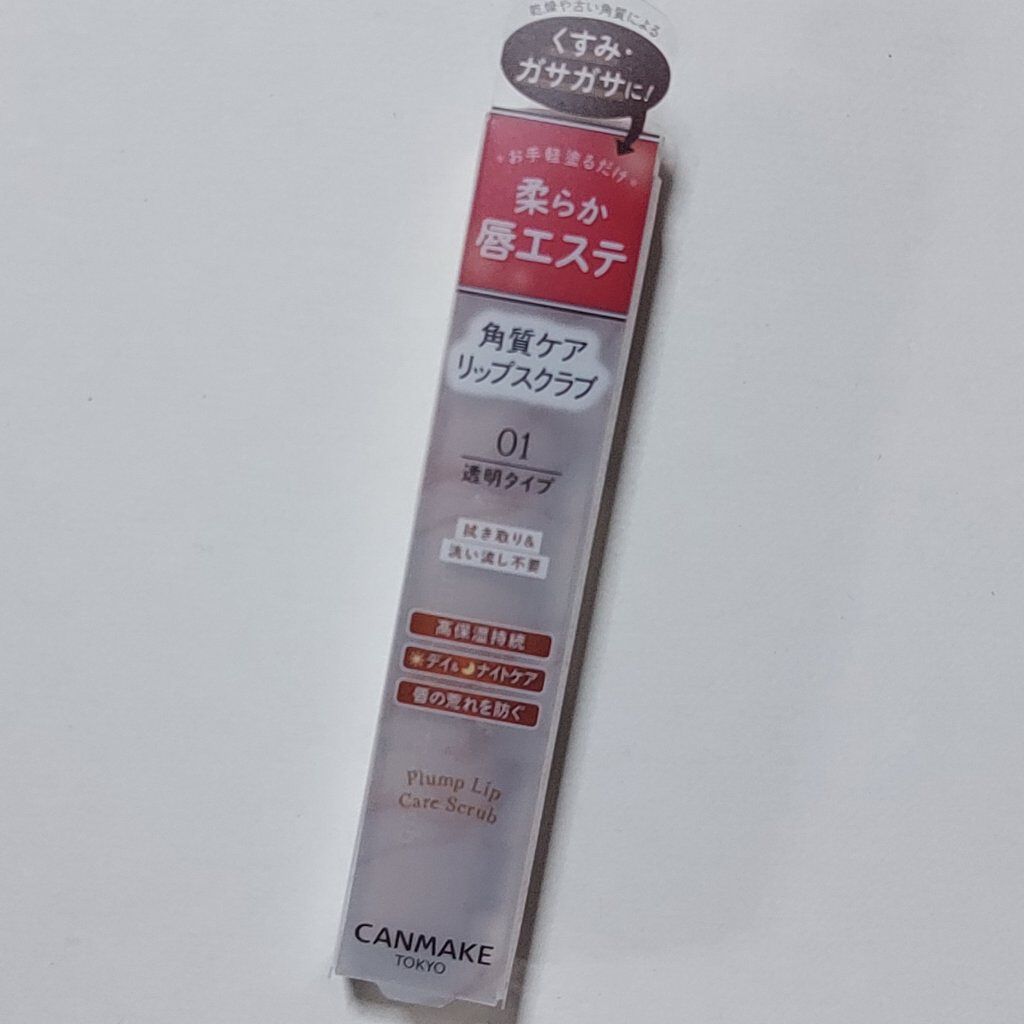 乾燥や古い角質による
くすみ・
ガサガサに!
お手軽塗るだけ
柔らか
唇エステ
角質ケア
リップスクラブ
01
透明タイプ
拭き取り&
洗い流し不要
高保湿持続
デイ&ナイトケア
唇の荒れを防ぐ
Plump Lip
Care Scrub
CANMAKE
TOKYO